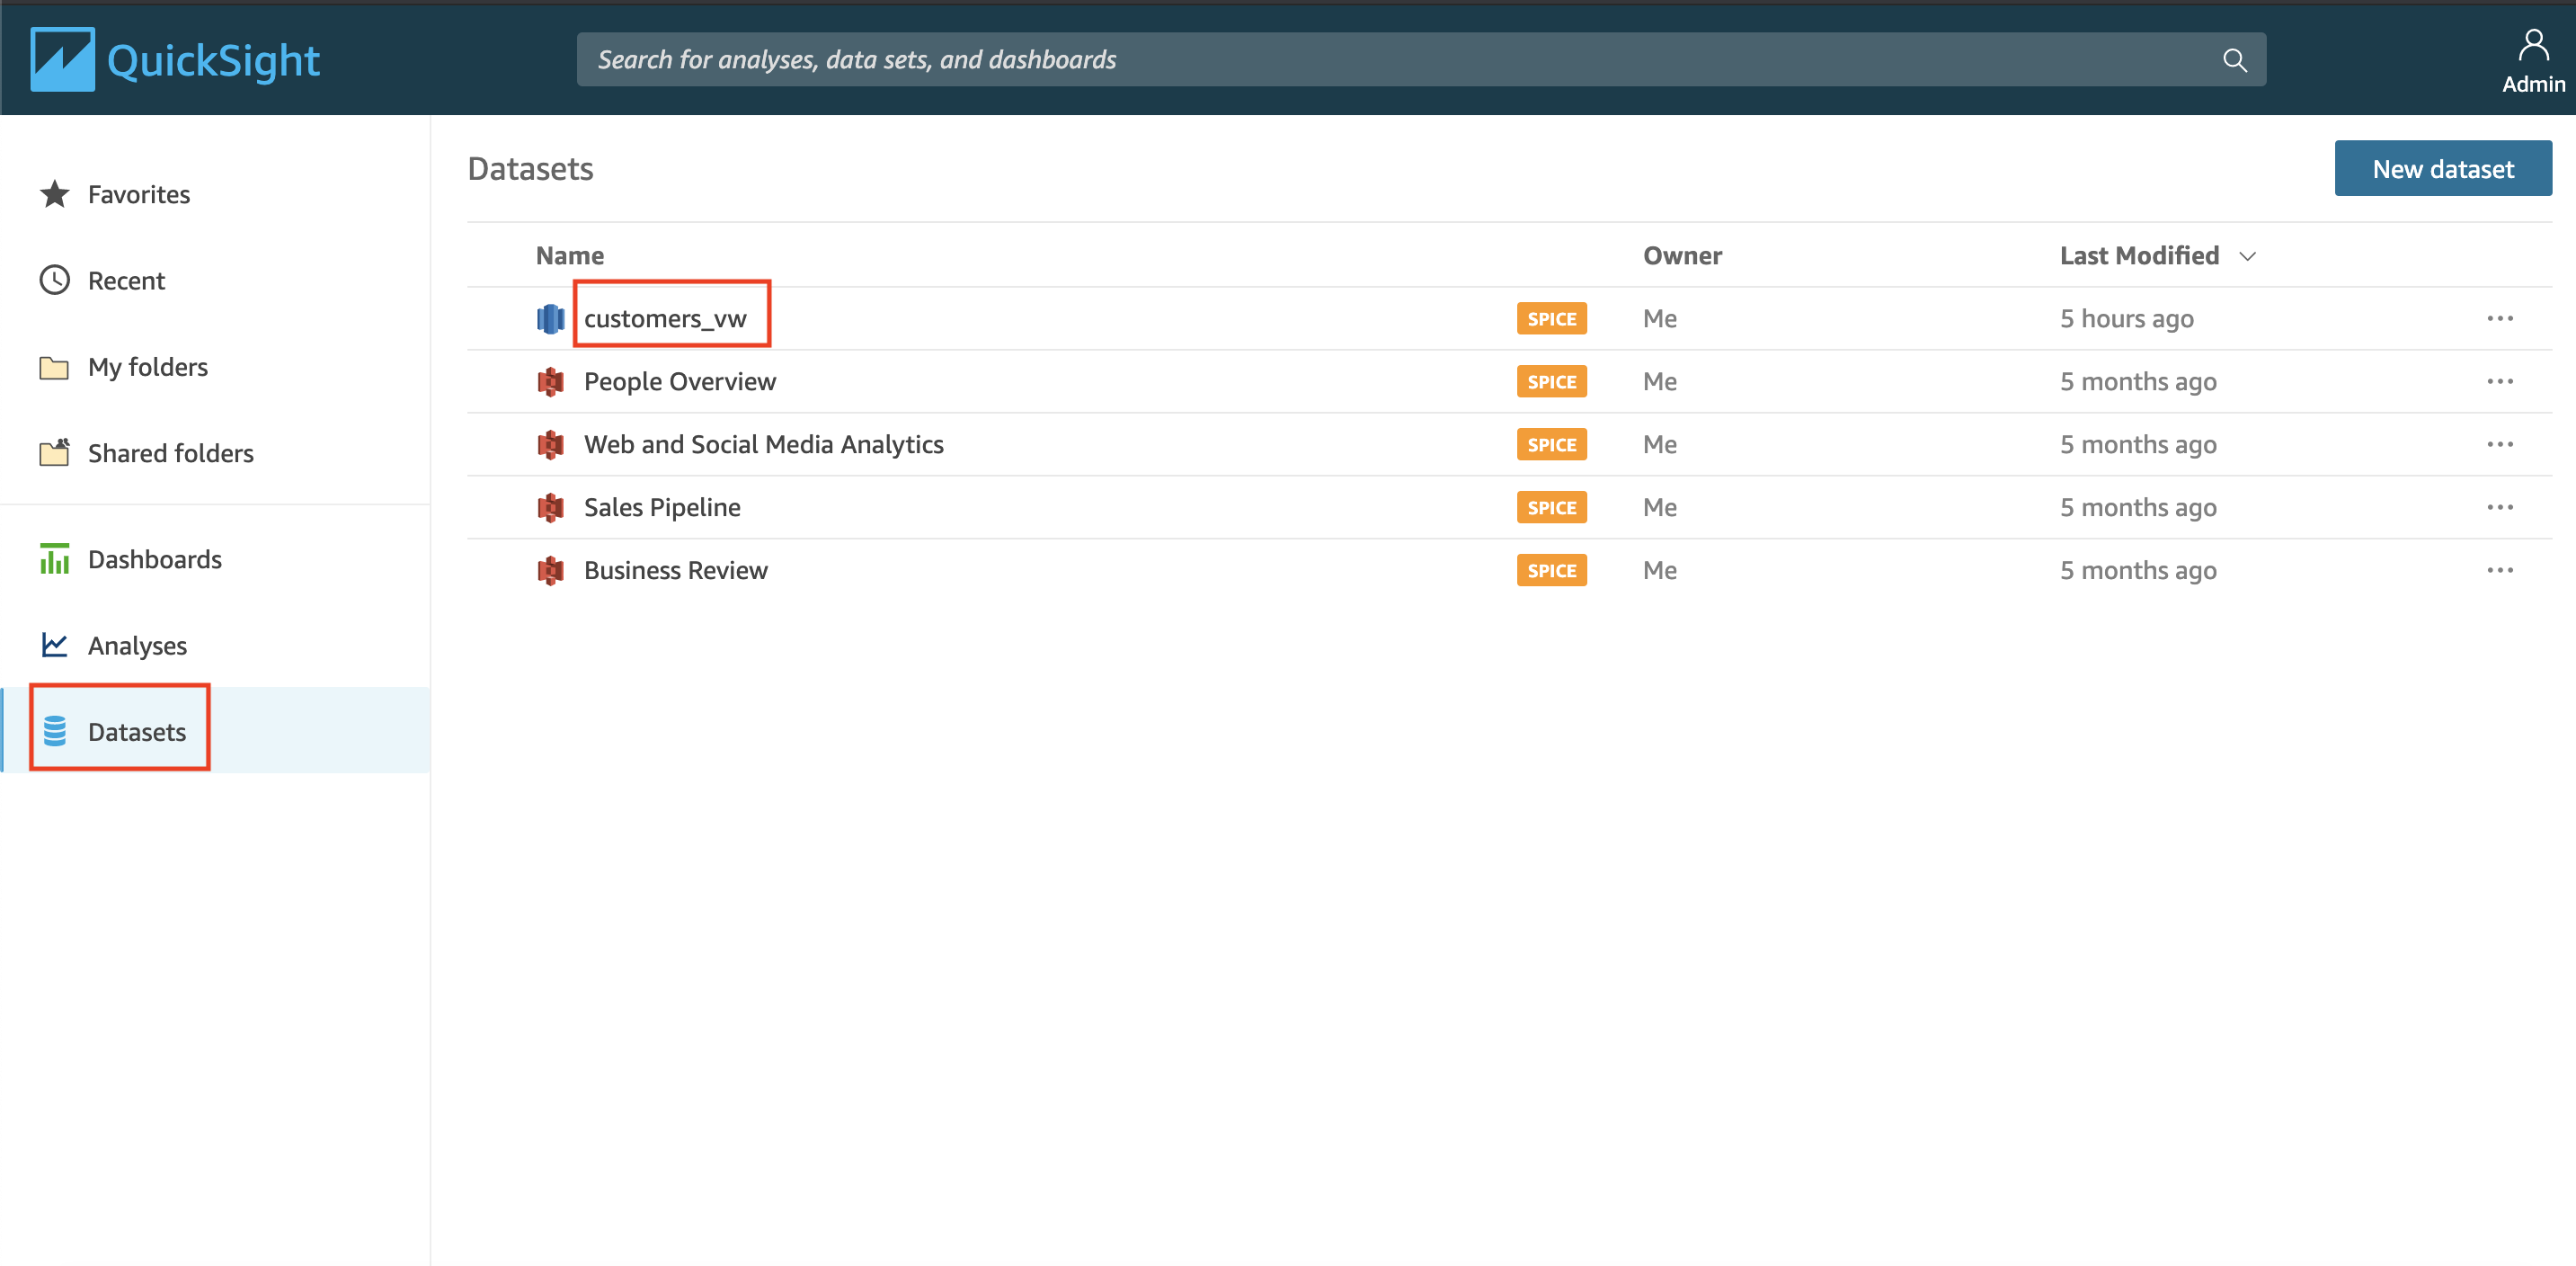 QuickSight
Search for analyses, data sets, and dashboards
Admin
Favorites
Recent
My folders
Shared folders
Dashboards
Analyses
Datasets
Datasets
New dataset
Name Owner Last Modified
customers_vw SPICE Me 5 hours ago
People Overview SPICE Me 5 months ago
Web and Social Media Analytics SPICE Me 5 months ago
Sales Pipeline SPICE Me 5 months ago
Business Review SPICE Me 5 months ago